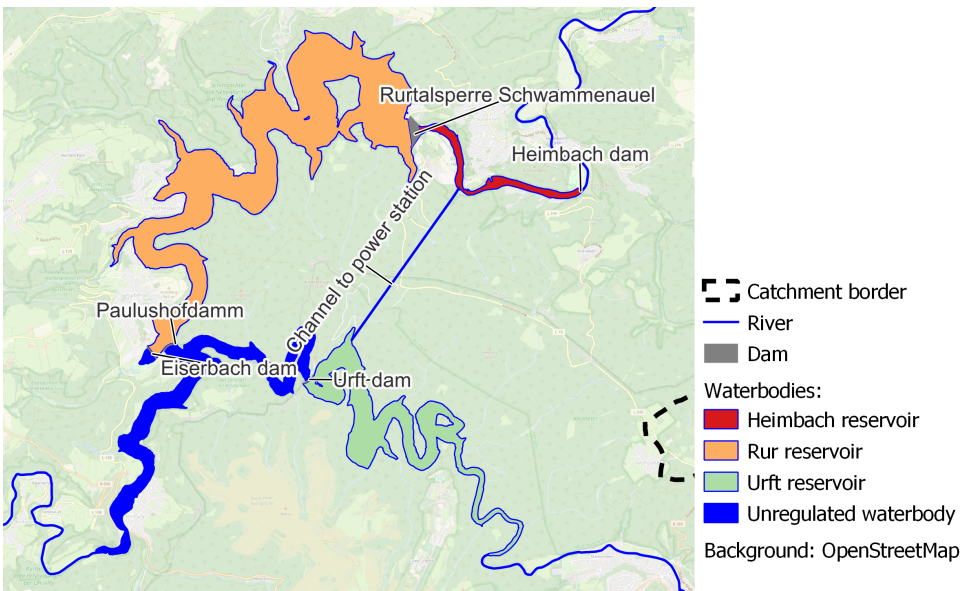 Rurtalsperre Schwammenauel
Heimbach dam
Channel to power station
Paulushofdamm
Eiserbach dam
Urft-dam
Catchment border
River
Dam
Waterbodies:
Heimbach reservoir
Rur reservoir
Urft reservoir
Unregulated waterbody
Background: OpenStreetMap